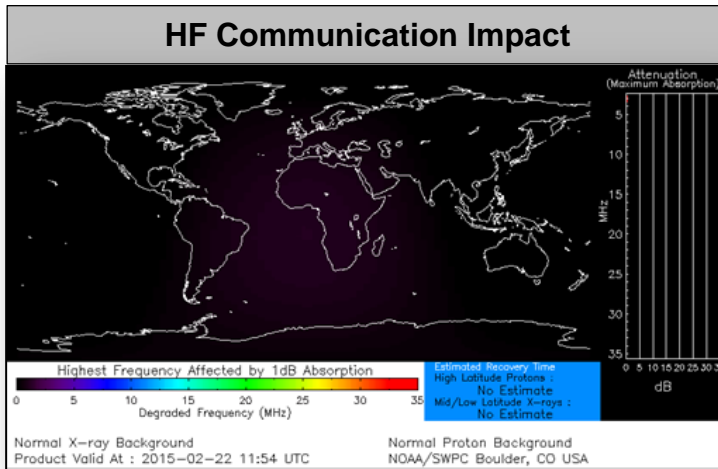 HF Communication Impact
Attenuation
(Maximum Absorption)
5
10
15
20
25
30
35
MHz
0 5 10 15 20 25 30
dB
Highest Frequency Affected by 1dB Absorption
0 5 10 15 20 25 30 35
Degraded Frequency (MHz)
Estimated Recovery Time
High Latitude Protons :
No Estimate
Mid/Low Latitude X-rays :
No Estimate
Normal X-ray Background
Normal Proton Background
Product Valid At : 2015-02-22 11:54 UTC
NOAA/SWPC Boulder, CO USA